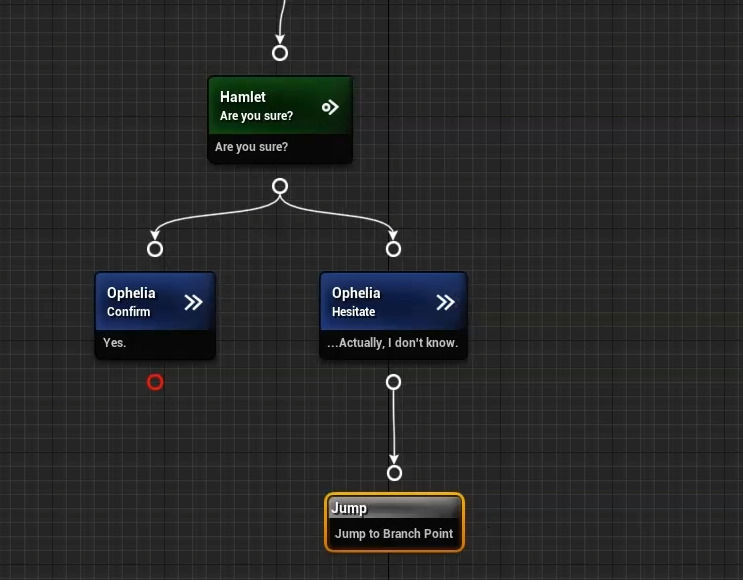 Hamlet
Are you sure?
Are you sure?
Ophelia
Confirm
Yes.
Ophelia
Hesitate
...Actually, I don't know.
Jump
Jump to Branch Point